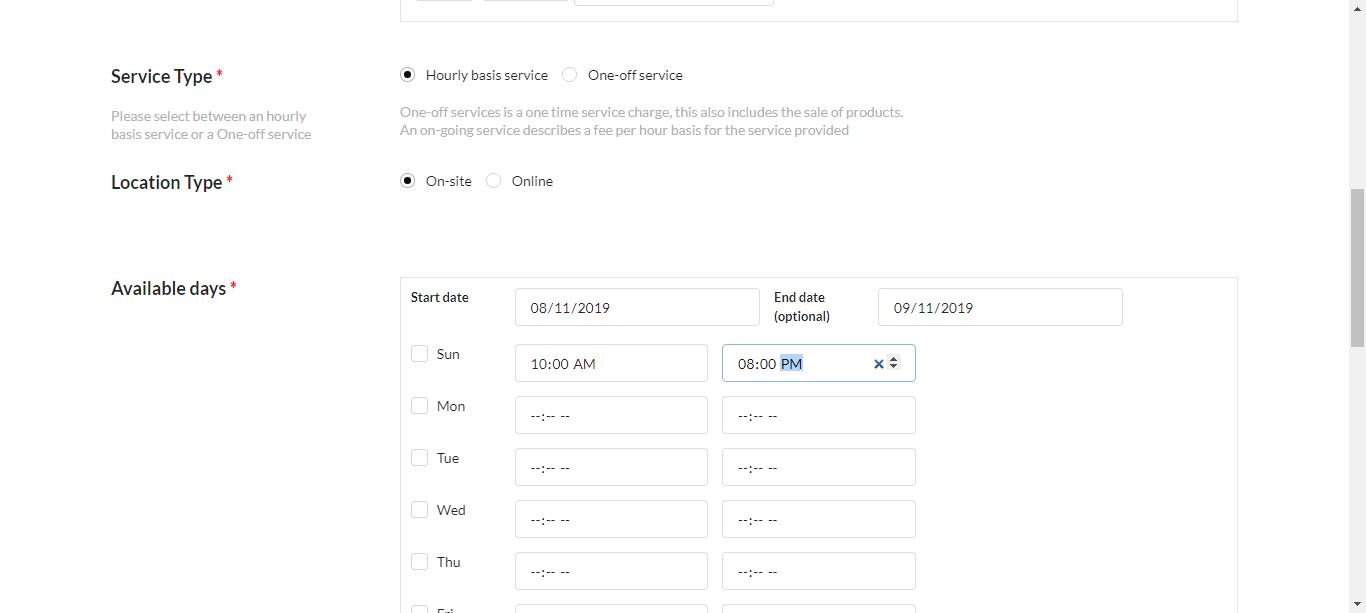 Service Type *
Hourly basis service One-off service
Please select between an hourly
basis service or a One-off service
One-off services is a one time service charge, this also includes the sale of products.
An on-going service describes a fee per hour basis for the service provided
Location Type *
On-site Online
Available days *
Start date 08/11/2019 End date
(optional) 09/11/2019
Sun 10:00 AM 08:00 PM
Mon --:-- -- --:-- --
Tue --:-- -- --:-- --
Wed --:-- -- --:-- --
Thu --:-- -- --:-- --
Fri